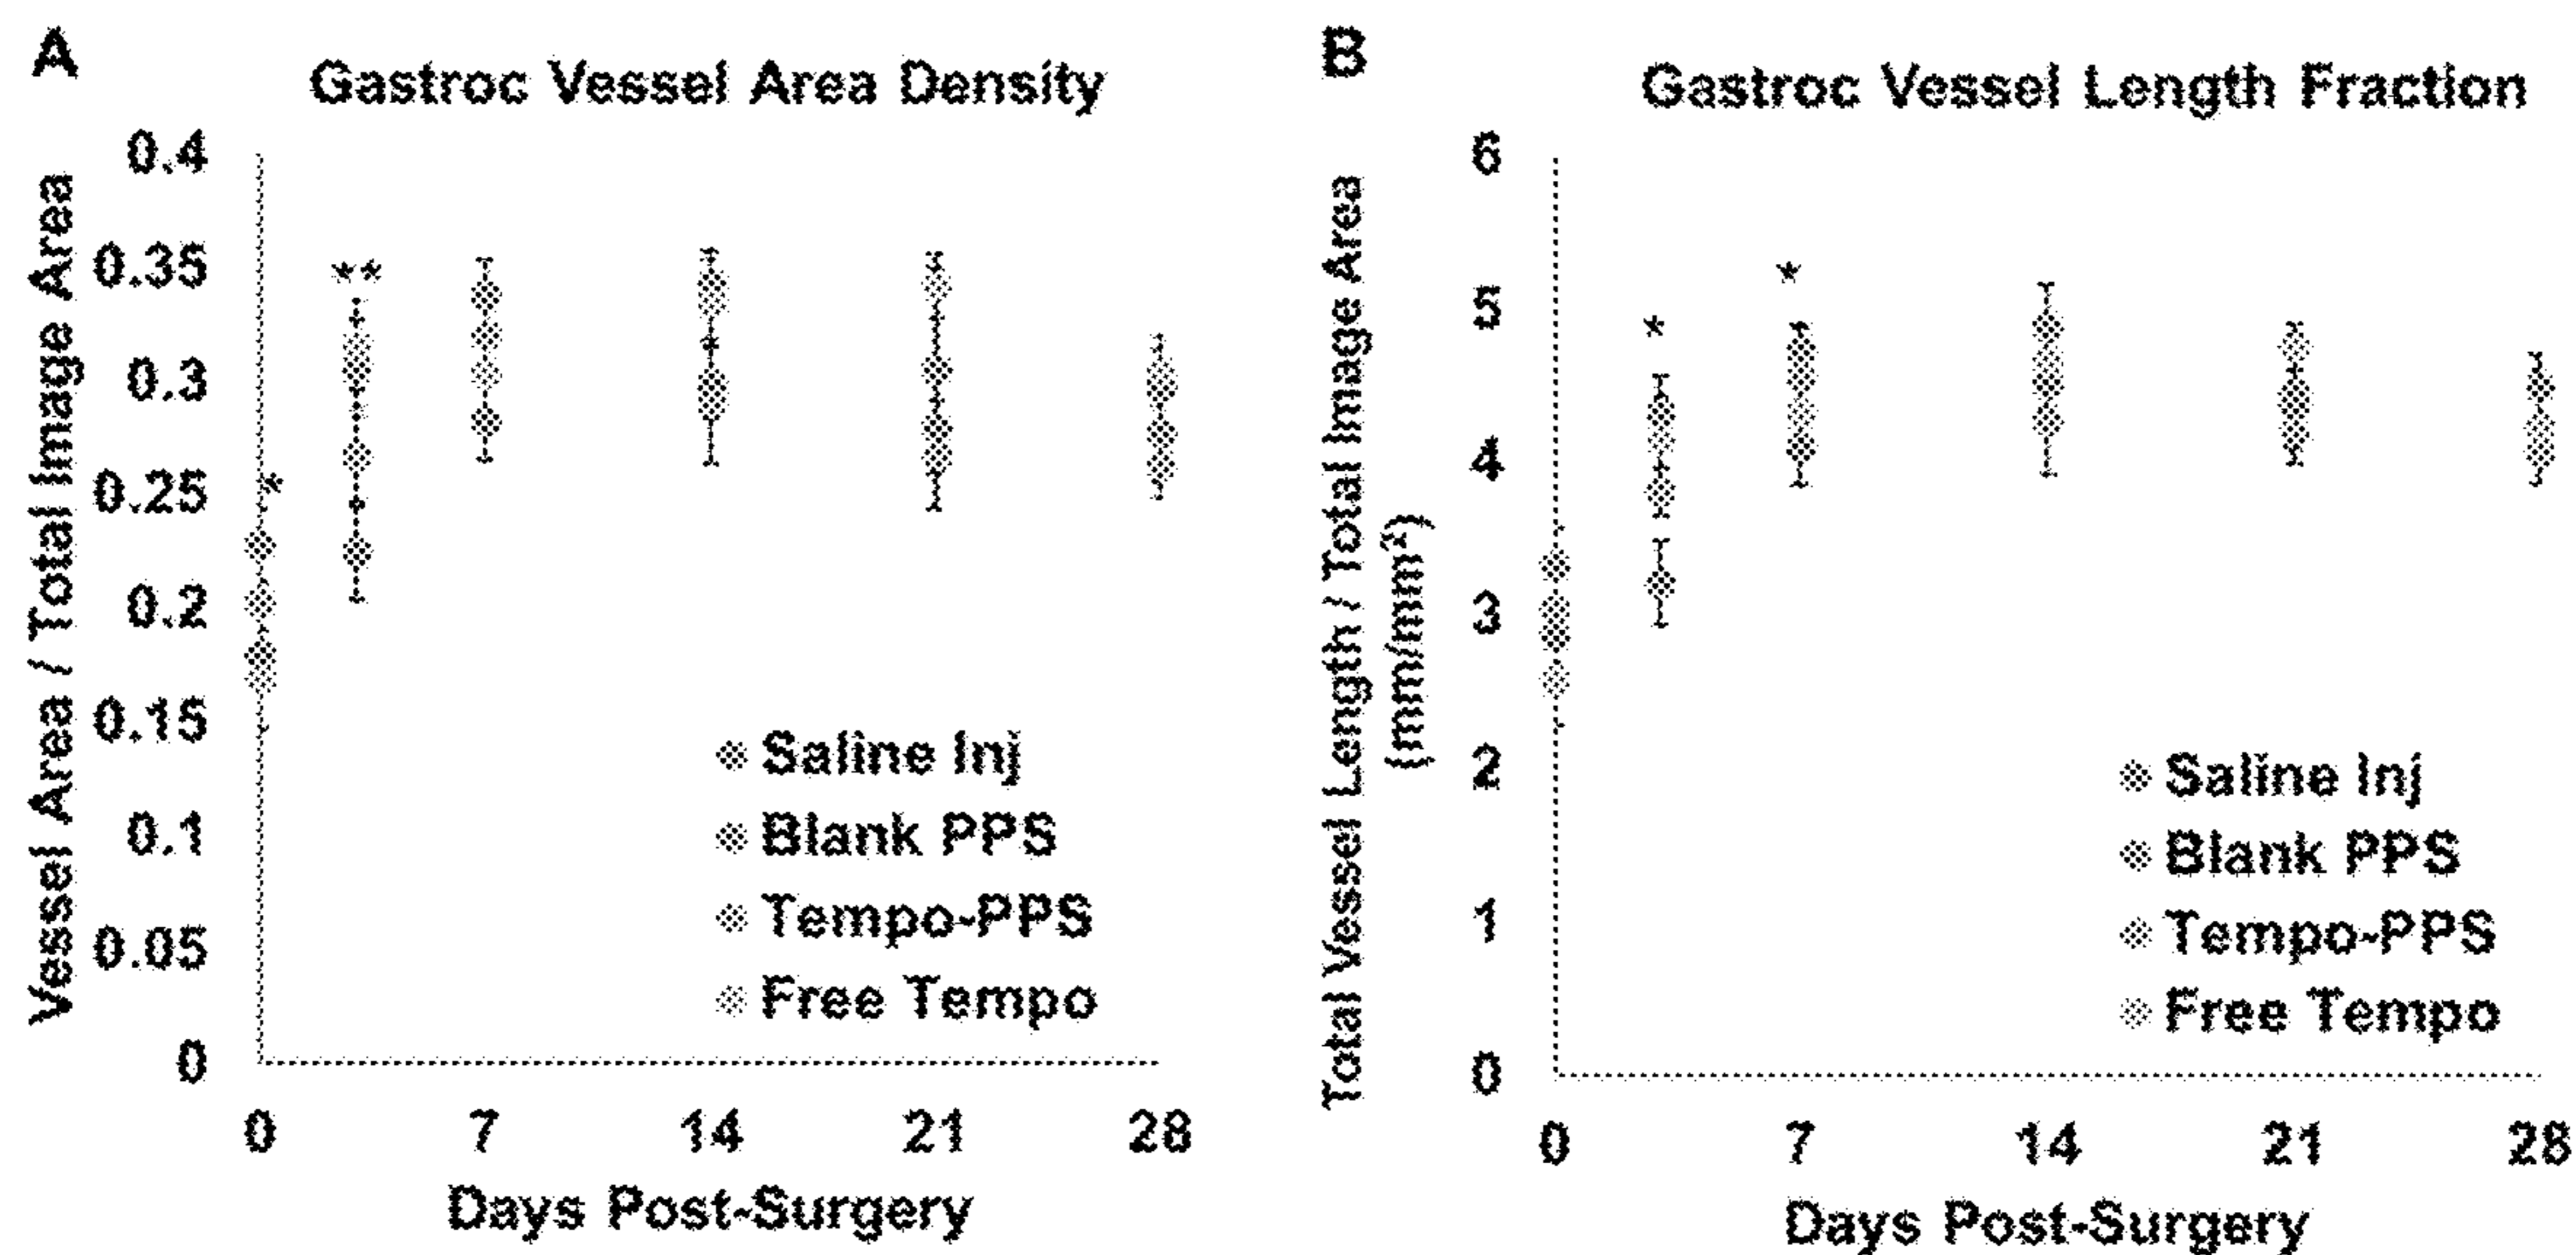 A
Gastroc Vessel Area Density
Vessel Area / Total Image Area
0.4
0.35
0.3
0.25
0.2
0.15
0.1
0.05
0
**
*
Saline Inj
Blank PPS
Tempo-PPS
Free Tempo
0 7 14 21 28
Days Post-Surgery
B
Gastroc Vessel Length Fraction
Total Vessel Length / Total Image Area
(mm/mm²)
6
5
4
3
2
1
0
*
*
Saline Inj
Blank PPS
Tempo-PPS
Free Tempo
0 7 14 21 28
Days Post-Surgery